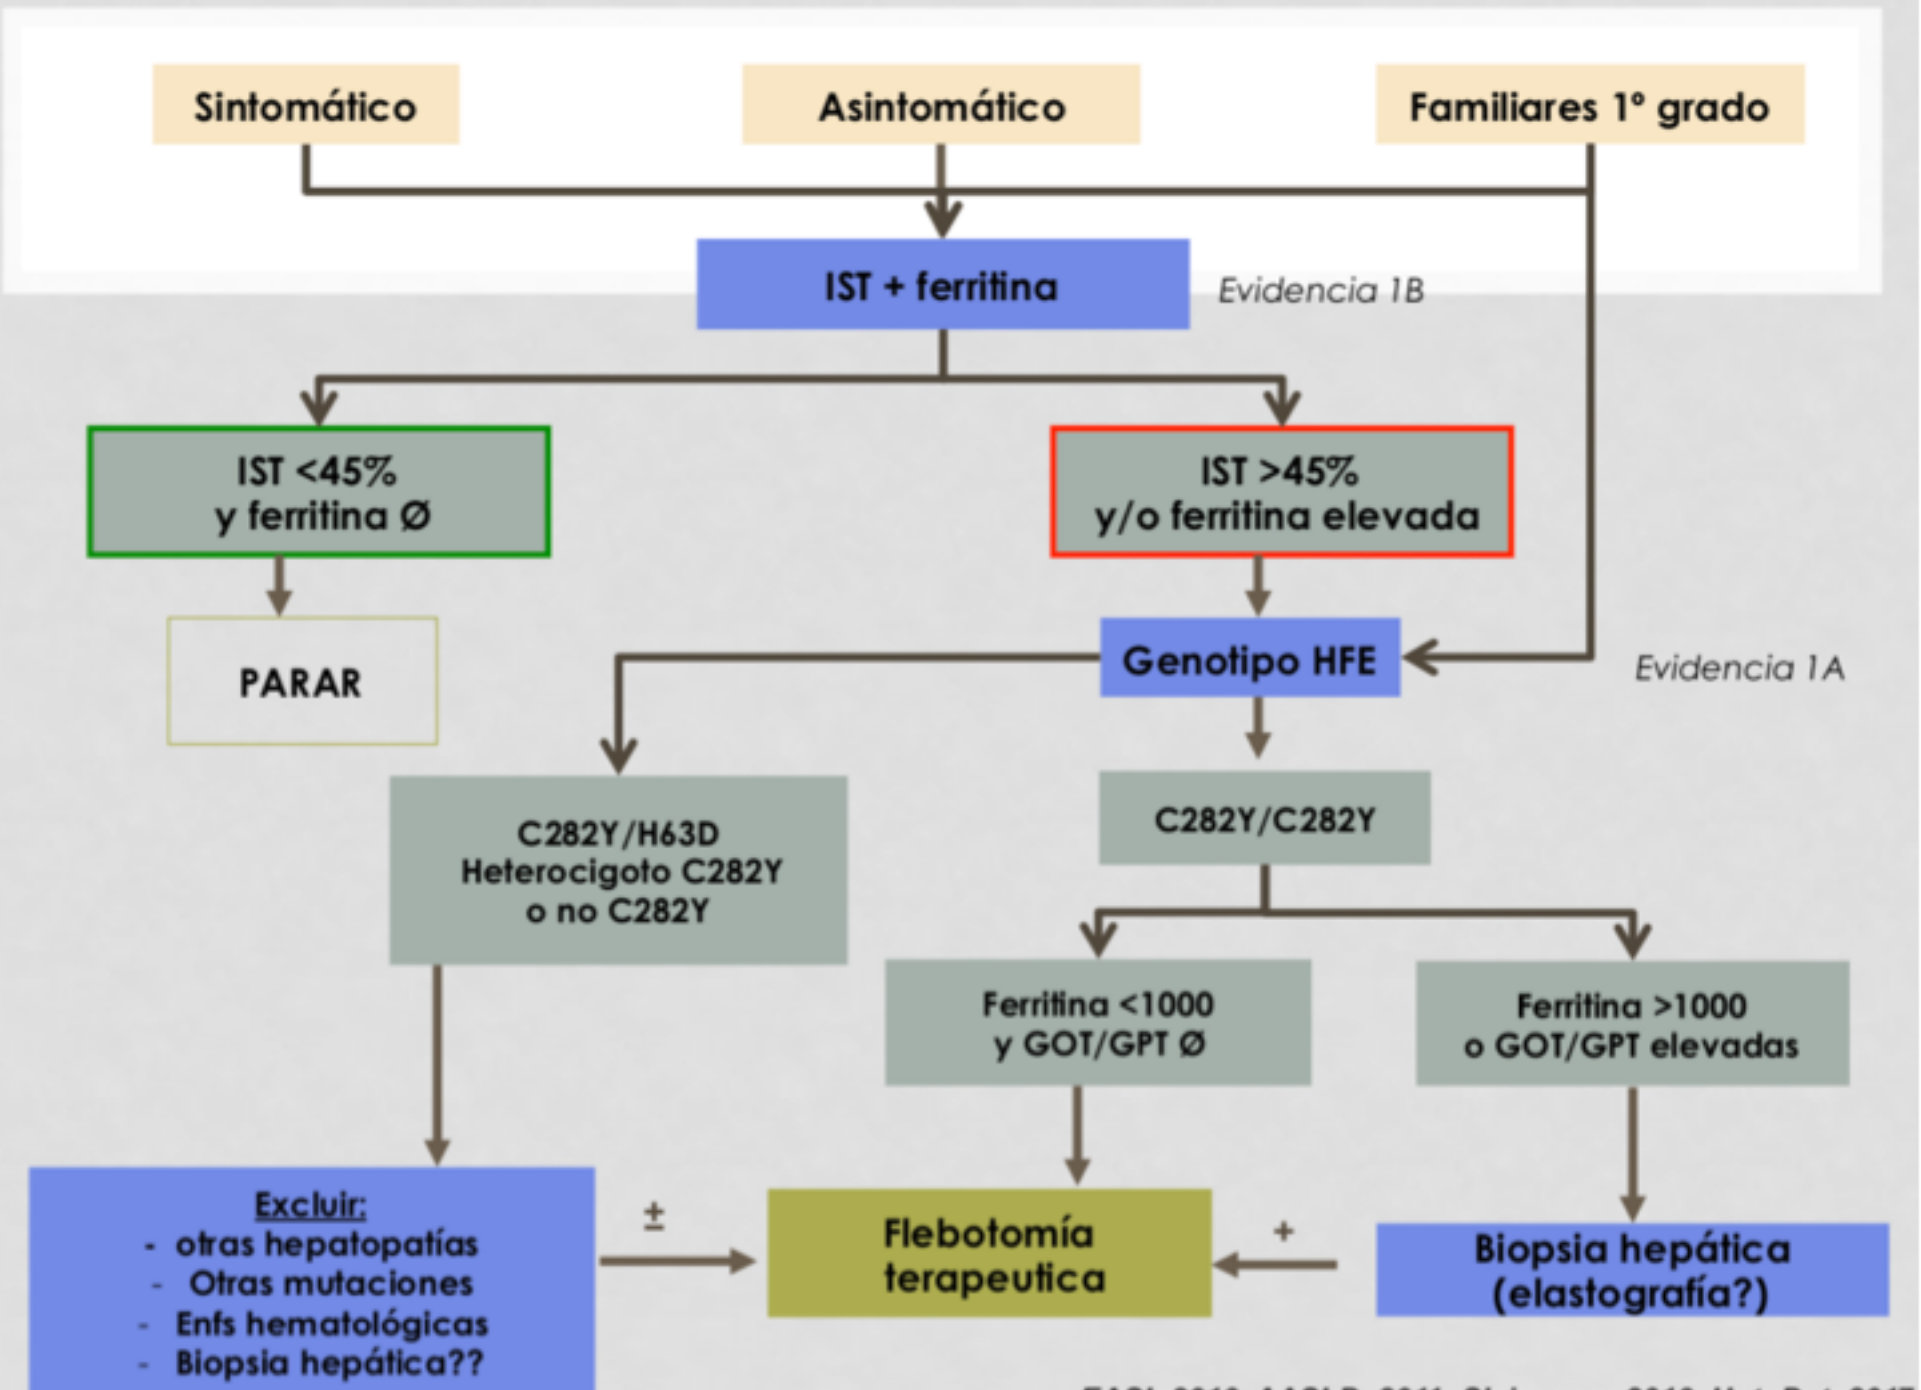 Sintomático
Asintomático
Familiares 1º grado
IST + ferritina
Evidencia 1B
IST <45%
y ferritina Ø
IST >45%
y/o ferritina elevada
PARAR
Genotipo HFE
Evidencia 1A
C282Y/H63D
Heterocigoto C282Y
o no C282Y
C282Y/C282Y
Ferritina <1000
y GOT/GPT Ø
Ferritina >1000
o GOT/GPT elevadas
Excluir:
- otras hepatopatías
- Otras mutaciones
- Enfs hematológicas
- Biopsia hepática??
±
Flebotomía
terapeutica
+
Biopsia hepática
(elastografía?)